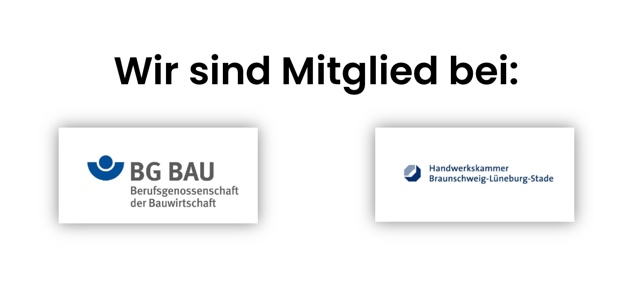 Wir sind Mitglied bei:
BG BAU
Berufsgenossenschaft
der Bauwirtschaft
Handwerkskammer
Braunschweig-Lüneburg-Stade